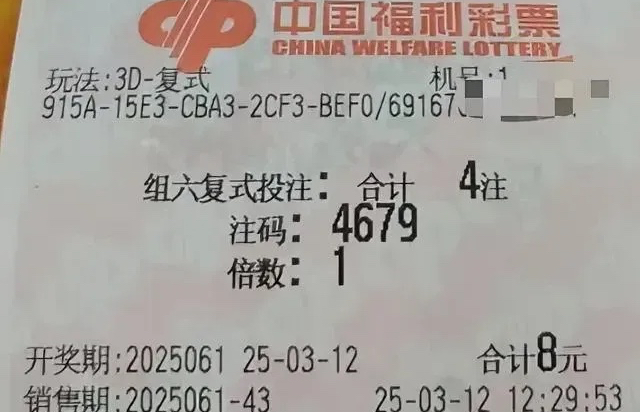 中国福利彩票
CHINA WELFARE LOTTERY
玩法:3D-复式 机号:1
915A-15E3-CBA3-2CF3-BEF0/69167
组六复式投注: 合计 4注
注码: 4679
倍数: 1
开奖期:2025061 25-03-12 合计8元
销售期:2025061-43 25-03-12 12:29:53